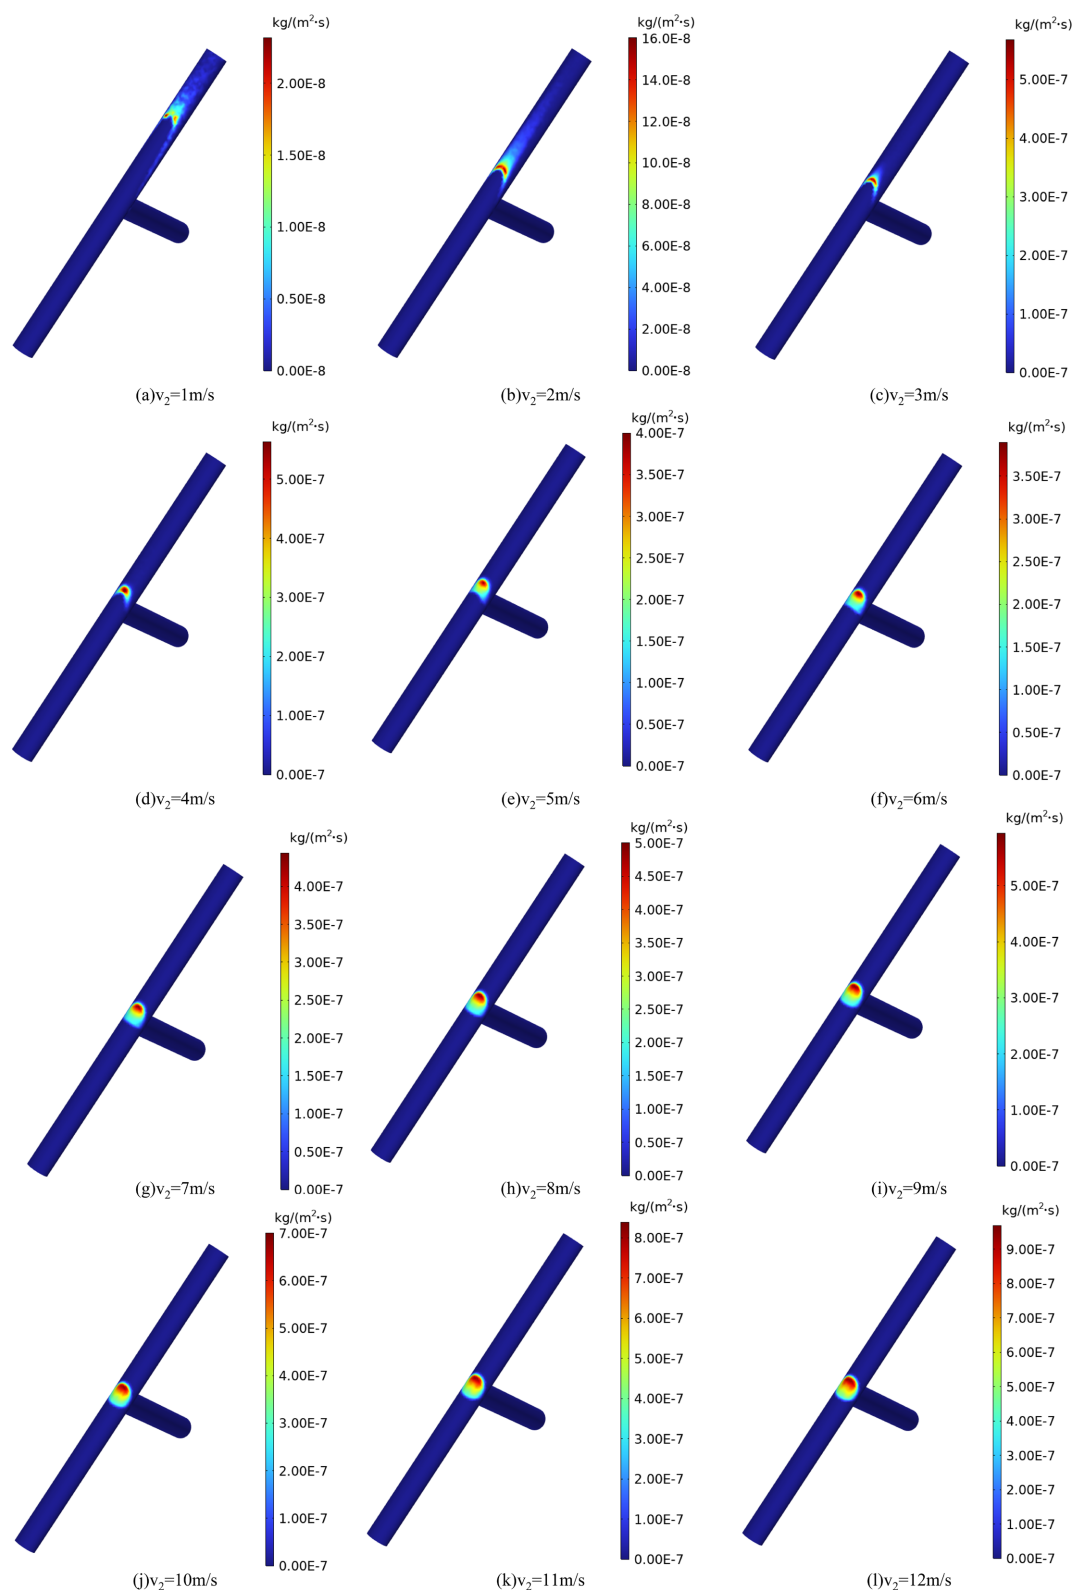 kg/(m²·s)
2.00E-8
1.50E-8
1.00E-8
0.50E-8
0.00E-8
(a)v₂=1m/s
kg/(m²·s)
16.0E-8
14.0E-8
12.0E-8
10.0E-8
8.00E-8
6.00E-8
4.00E-8
2.00E-8
0.00E-8
(b)v₂=2m/s
kg/(m²·s)
5.00E-7
4.00E-7
3.00E-7
2.00E-7
1.00E-7
0.00E-7
(c)v₂=3m/s
kg/(m²·s)
5.00E-7
4.00E-7
3.00E-7
2.00E-7
1.00E-7
0.00E-7
(d)v₂=4m/s
kg/(m²·s)
4.00E-7
3.50E-7
3.00E-7
2.50E-7
2.00E-7
1.50E-7
1.00E-7
0.50E-7
0.00E-7
(e)v₂=5m/s
kg/(m²·s)
3.50E-7
3.00E-7
2.50E-7
2.00E-7
1.50E-7
1.00E-7
0.50E-7
0.00E-7
(f)v₂=6m/s
kg/(m²·s)
4.00E-7
3.00E-7
2.50E-7
2.00E-7
1.50E-7
1.00E-7
0.50E-7
0.00E-7
(g)v₂=7m/s
kg/(m²·s)
5.00E-7
4.50E-7
4.00E-7
3.50E-7
3.00E-7
2.50E-7
2.00E-7
1.50E-7
1.00E-7
0.50E-7
0.00E-7
(h)v₂=8m/s
kg/(m²·s)
5.00E-7
4.00E-7
3.00E-7
2.00E-7
1.00E-7
0.00E-7
(i)v₂=9m/s
kg/(m²·s)
7.00E-7
6.00E-7
5.00E-7
4.00E-7
3.00E-7
2.00E-7
1.00E-7
0.00E-7
(j)v₂=10m/s
kg/(m²·s)
8.00E-7
7.00E-7
6.00E-7
5.00E-7
4.00E-7
3.00E-7
2.00E-7
1.00E-7
0.00E-7
(k)v₂=11m/s
kg/(m²·s)
9.00E-7
8.00E-7
7.00E-7
6.00E-7
5.00E-7
4.00E-7
3.00E-7
2.00E-7
1.00E-7
0.00E-7
(l)v₂=12m/s